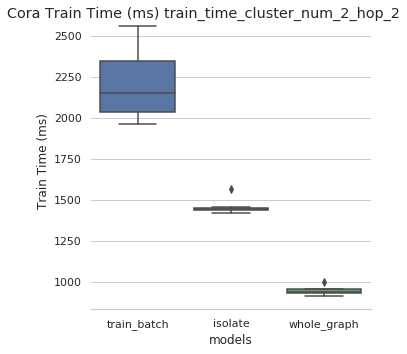 Cora Train Time (ms) train_time_cluster_num_2_hop_2
2500
2250
2000
1750
1500
1250
1000
Train Time (ms)
train_batch isolate whole_graph
models